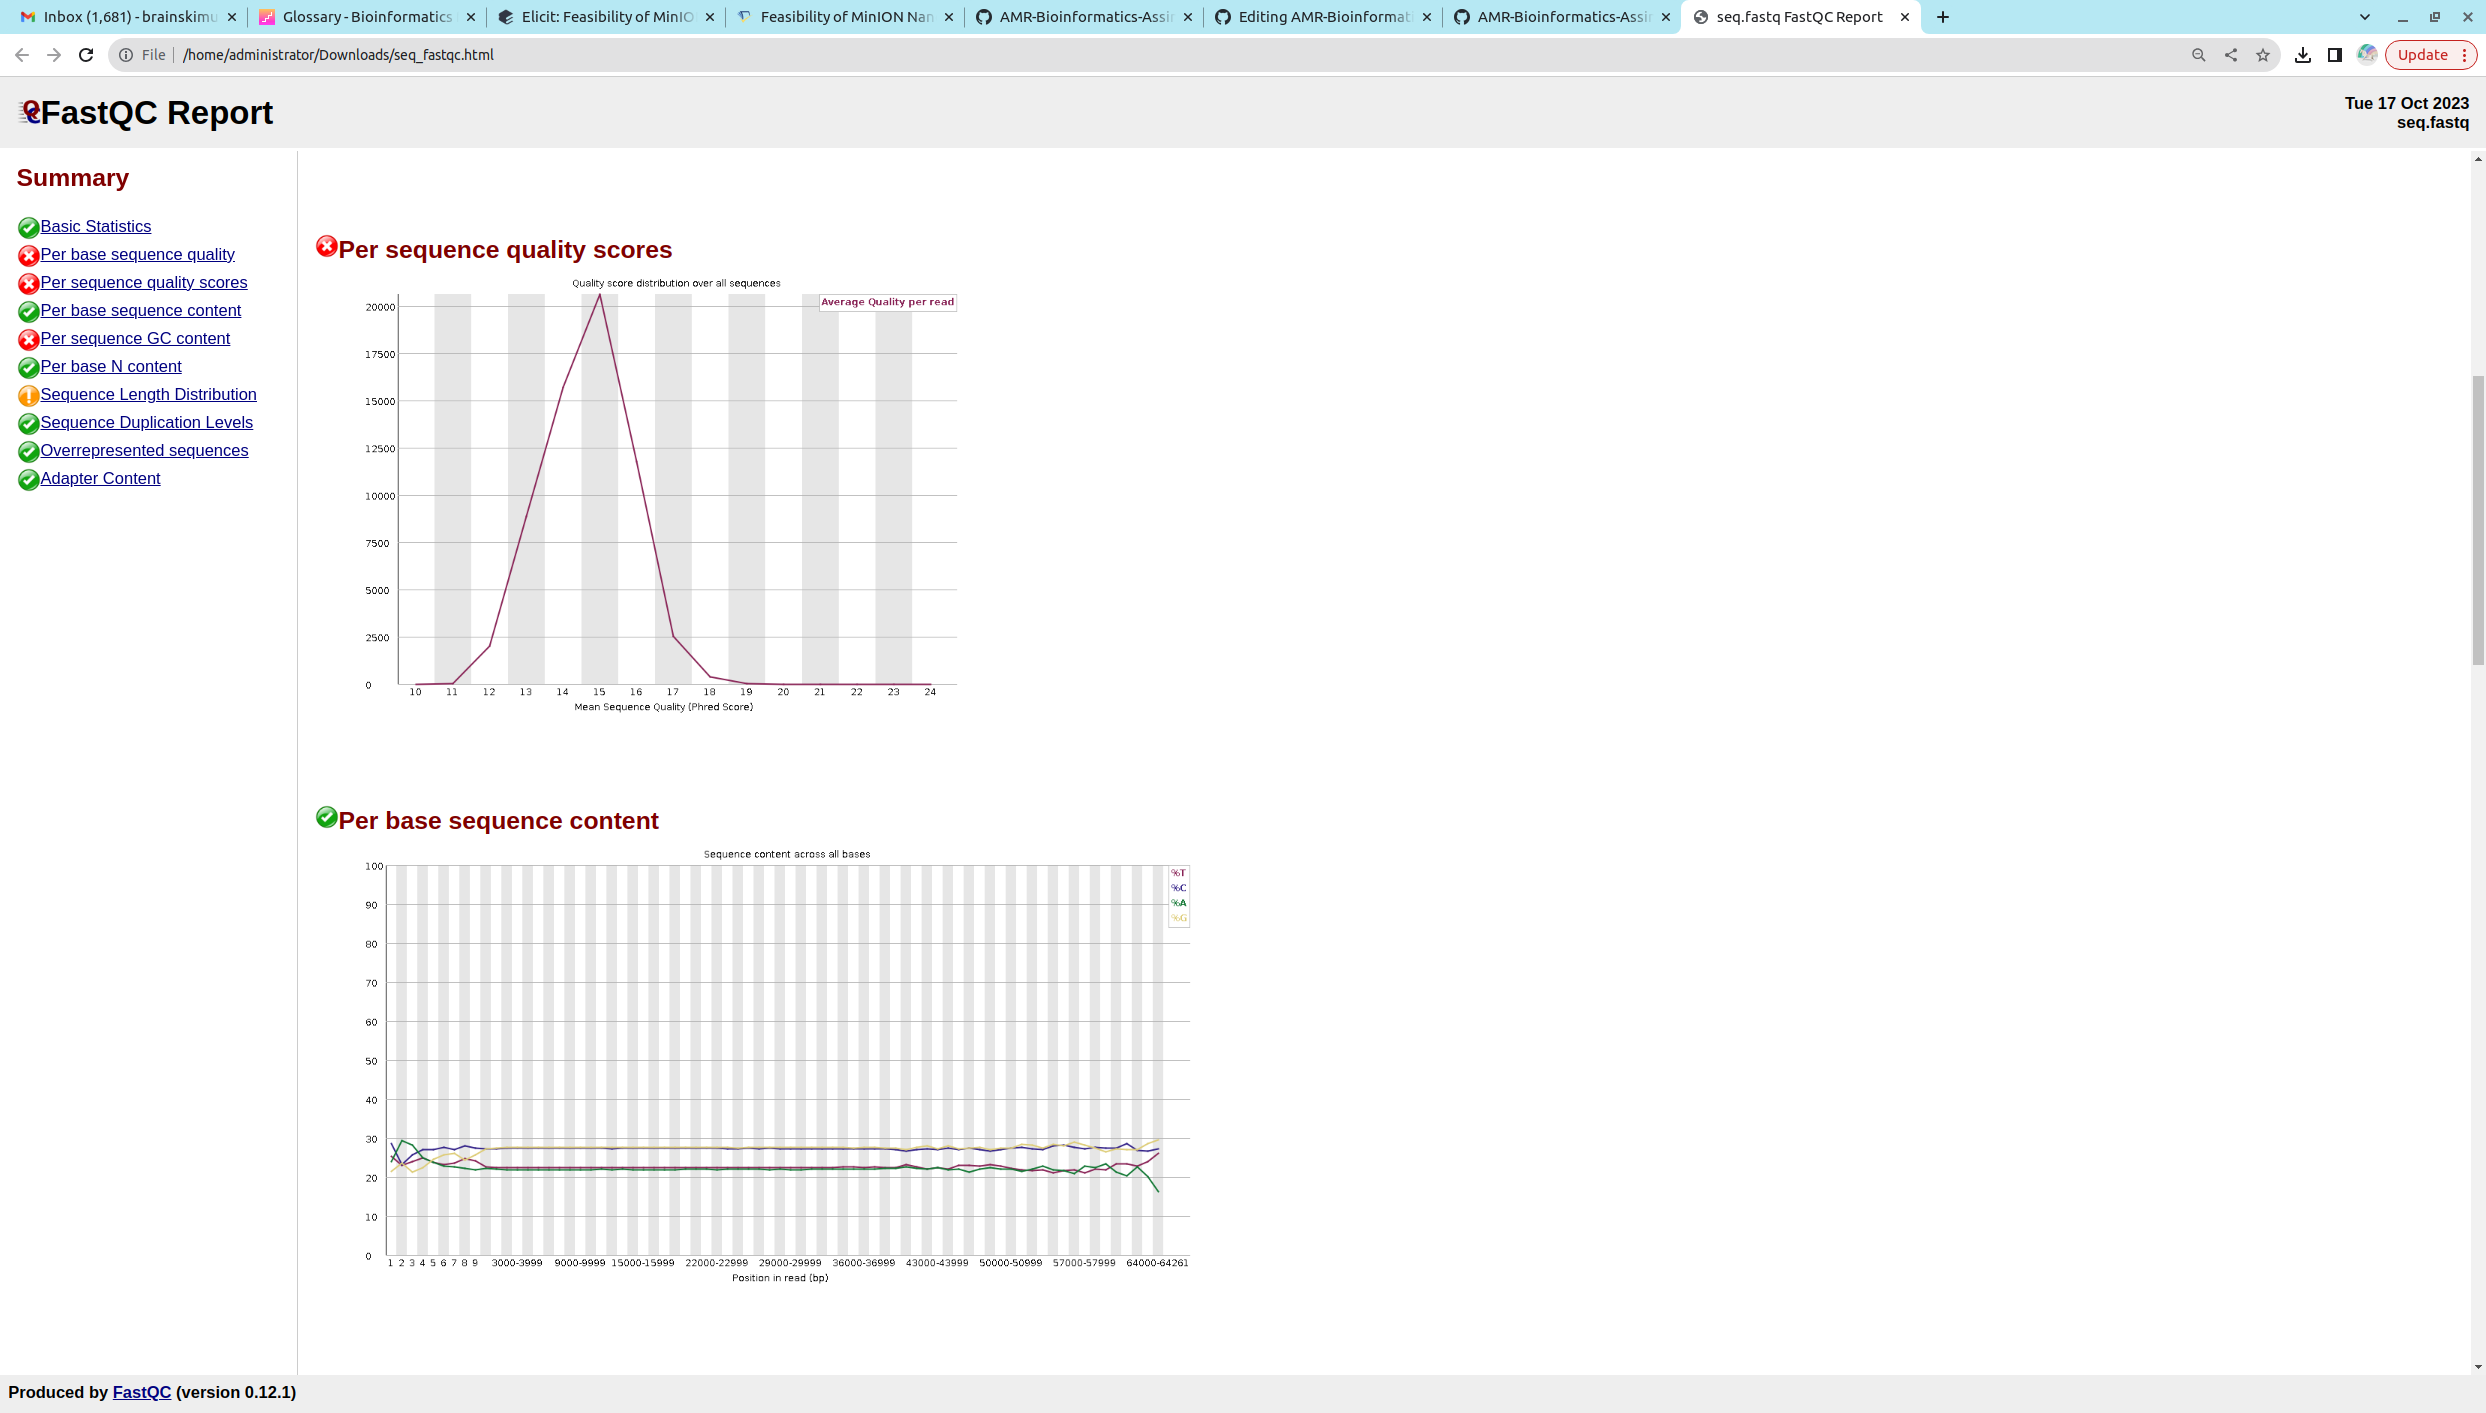 Inbox (1,681) - brainskimu
Glossary - Bioinformatics
Elicit: Feasibility of MinIO
Feasibility of MinION Nan
AMR-Bioinformatics-Assi
Editing AMR-Bioinformat
AMR-Bioinformatics-Assi
seq.fastq FastQC Report
File
/home/administrator/Downloads/seq_fastqc.html
Update
FastQC Report
Tue 17 Oct 2023
seq.fastq
Summary
Basic Statistics
Per base sequence quality
Per sequence quality scores
Per base sequence content
Per sequence GC content
Per base N content
Sequence Length Distribution
Sequence Duplication Levels
Overrepresented sequences
Adapter Content
Per sequence quality scores
Quality score distribution over all sequences
Average Quality per read
20000
17500
15000
12500
10000
7500
5000
2500
0
10 11 12 13 14 15 16 17 18 19 20 21 22 23 24
Mean Sequence Quality (Phred Score)
Per base sequence content
Sequence content across all bases
%T
%C
%A
%G
100
90
80
70
60
50
40
30
20
10
0
1 2 3 4 5 6 7 8 9 3000-3999 9000-9999 15000-15999 22000-22999 29000-29999 36000-36999 43000-43999 50000-50999 57000-57999 64000-64261
Position in read (bp)
Produced by FastQC (version 0.12.1)